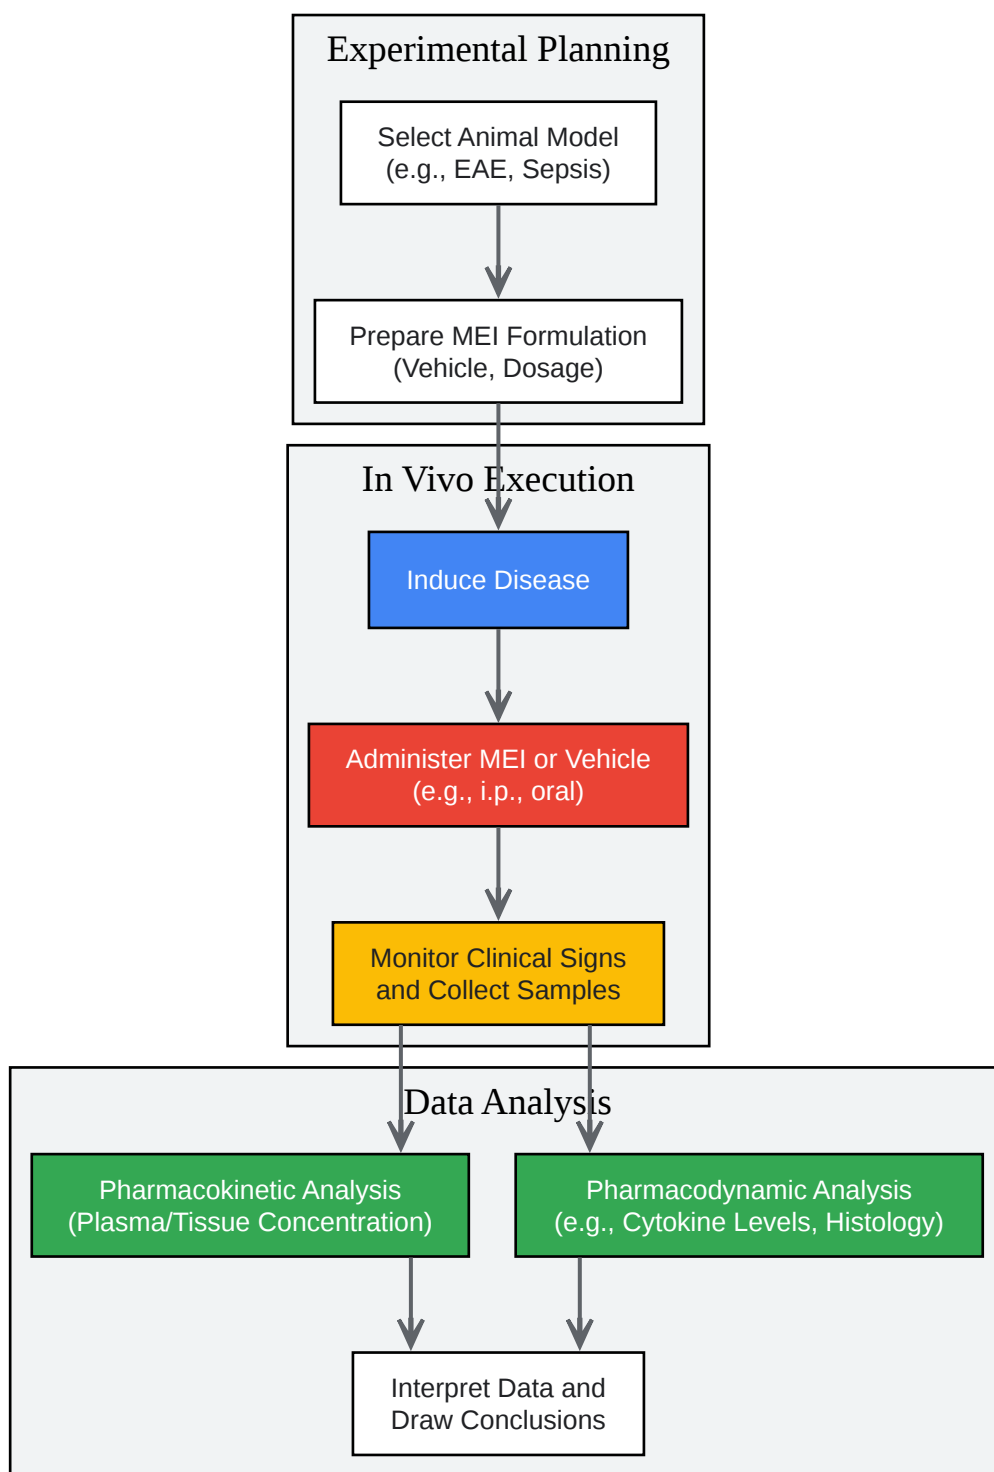 Experimental Planning
Select Animal Model
(e.g., EAE, Sepsis)
Prepare MEI Formulation
(Vehicle, Dosage)
In Vivo Execution
Induce Disease
Administer MEI or Vehicle
(e.g., i.p., oral)
Monitor Clinical Signs
and Collect Samples
Data Analysis
Pharmacokinetic Analysis
(Plasma/Tissue Concentration)
Pharmacodynamic Analysis
(e.g., Cytokine Levels, Histology)
Interpret Data and
Draw Conclusions